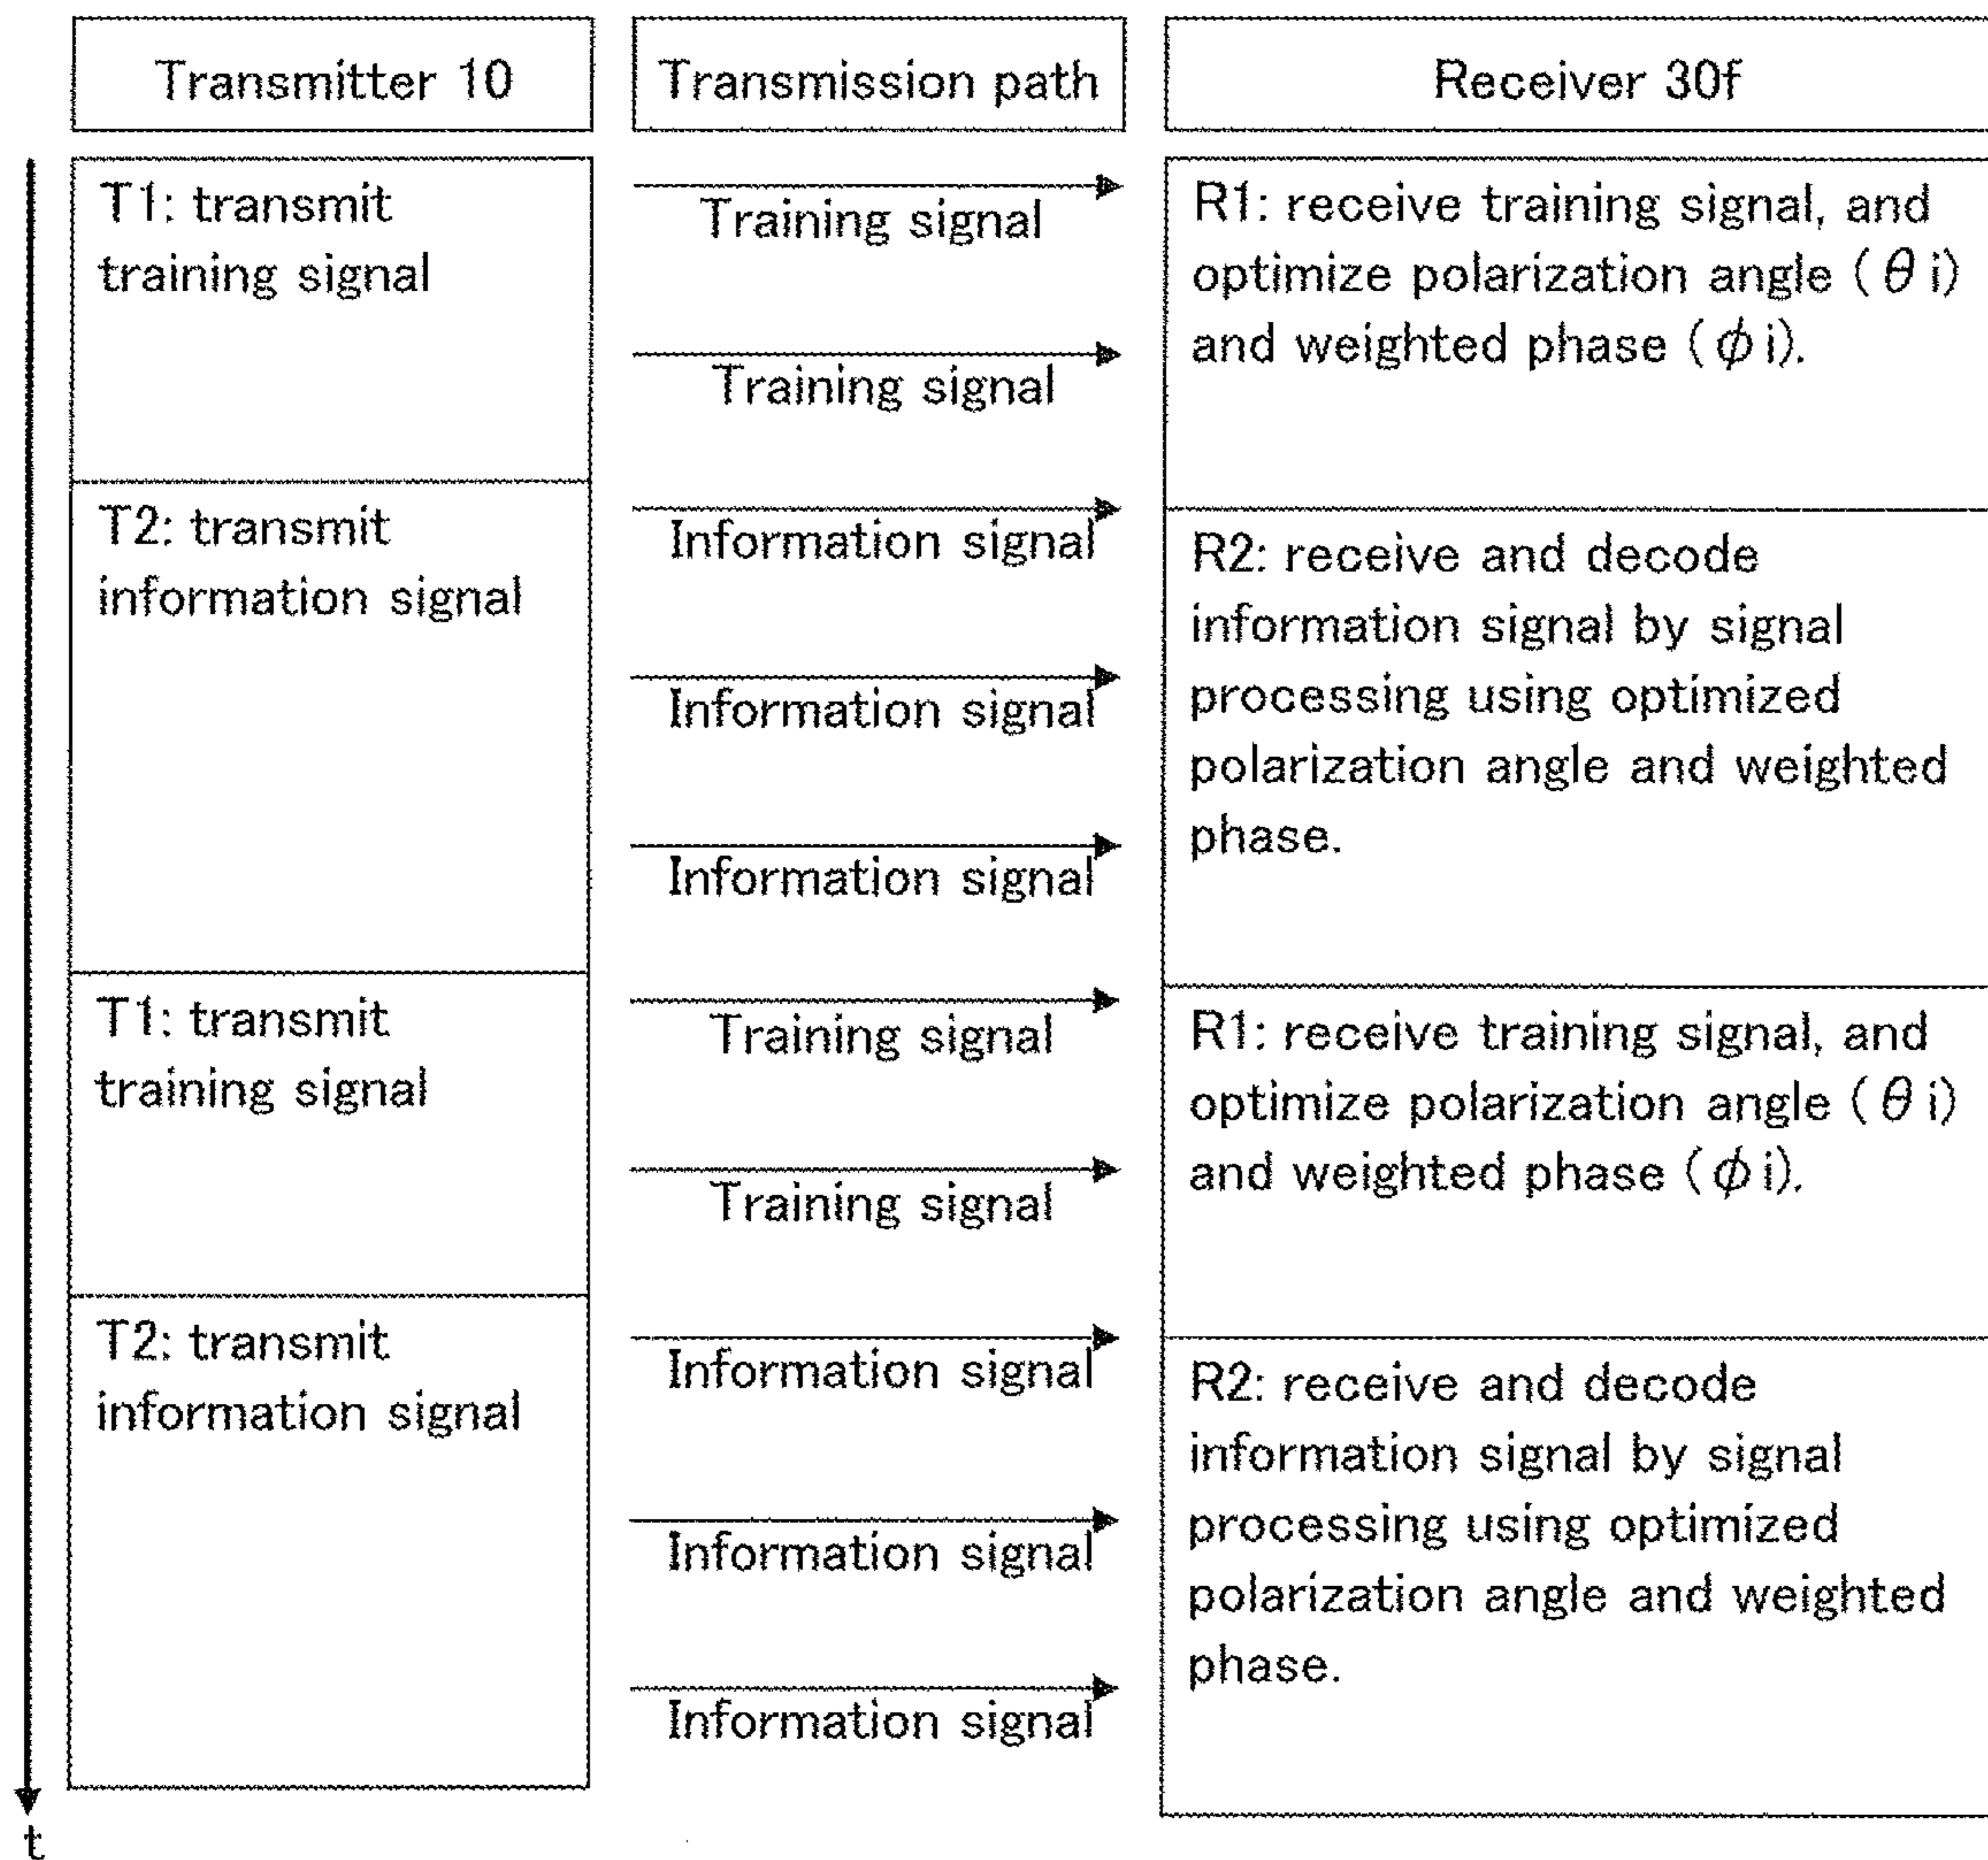 Transmitter 10
Transmission path
Receiver 30f
T1: transmit
training signal
Training signal
Training signal
R1: receive training signal, and
optimize polarization angle (θi)
and weighted phase (φi).
T2: transmit
information signal
Information signal
Information signal
Information signal
R2: receive and decode
information signal by signal
processing using optimized
polarization angle and weighted
phase.
T1: transmit
training signal
Training signal
Training signal
R1: receive training signal, and
optimize polarization angle (θi)
and weighted phase (φi).
T2: transmit
information signal
Information signal
Information signal
Information signal
R2: receive and decode
information signal by signal
processing using optimized
polarization angle and weighted
phase.
t